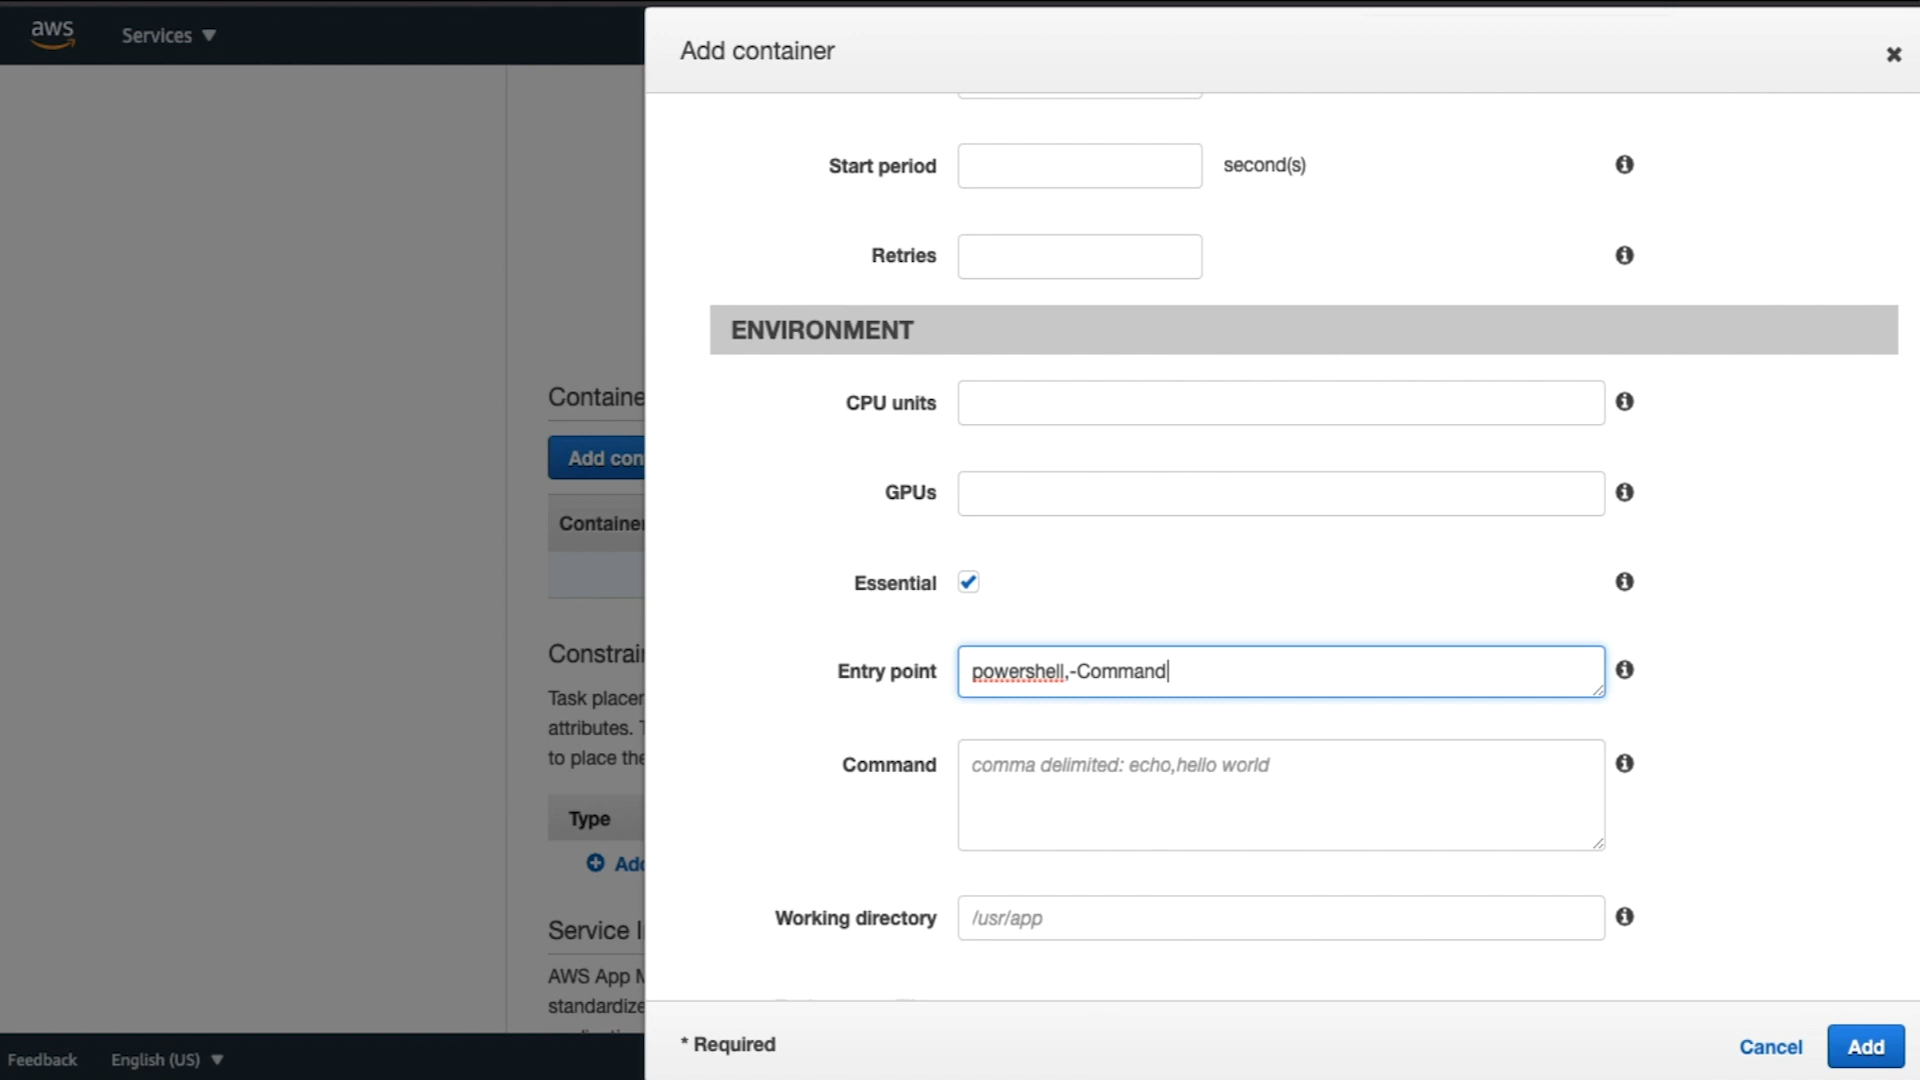 aws
Services
Add container
Start period
second(s)
Retries
ENVIRONMENT
CPU units
GPUs
Essential
Entry point
powershell,-Command
Command
comma delimited: echo,hello world
Working directory
/usr/app
* Required
Cancel
Add
Containe
Add con
Container
Constrai
Task placer
attributes. T
to place the
Type
Add
Service I
AWS App M
standardize
Feedback
English (US)